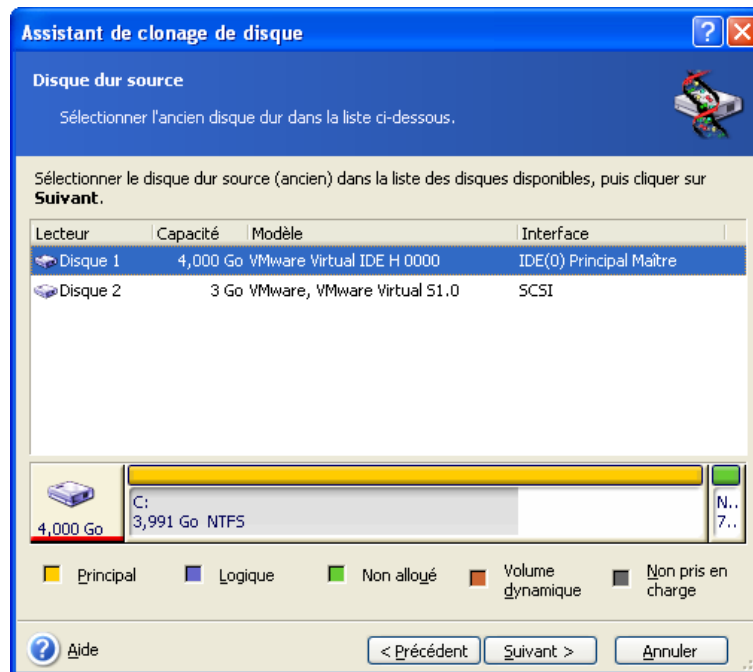 Assistant de clonage de disque
Disque dur source
Sélectionner l'ancien disque dur dans la liste ci-dessous.
Sélectionner le disque dur source (ancien) dans la liste des disques disponibles, puis cliquer sur
Suivant.
Lecteur Capacité Modèle Interface
Disque 1 4,000 Go VMware Virtual IDE H 0000 IDE(0) Principal Maître
Disque 2 3 Go VMware, VMware Virtual S1.0 SCSI
C: N..
4,000 Go 3,991 Go NTFS 7..
Principal Logique Non alloué Volume dynamique Non pris en charge
Aide < Précédent Suivant > Annuler